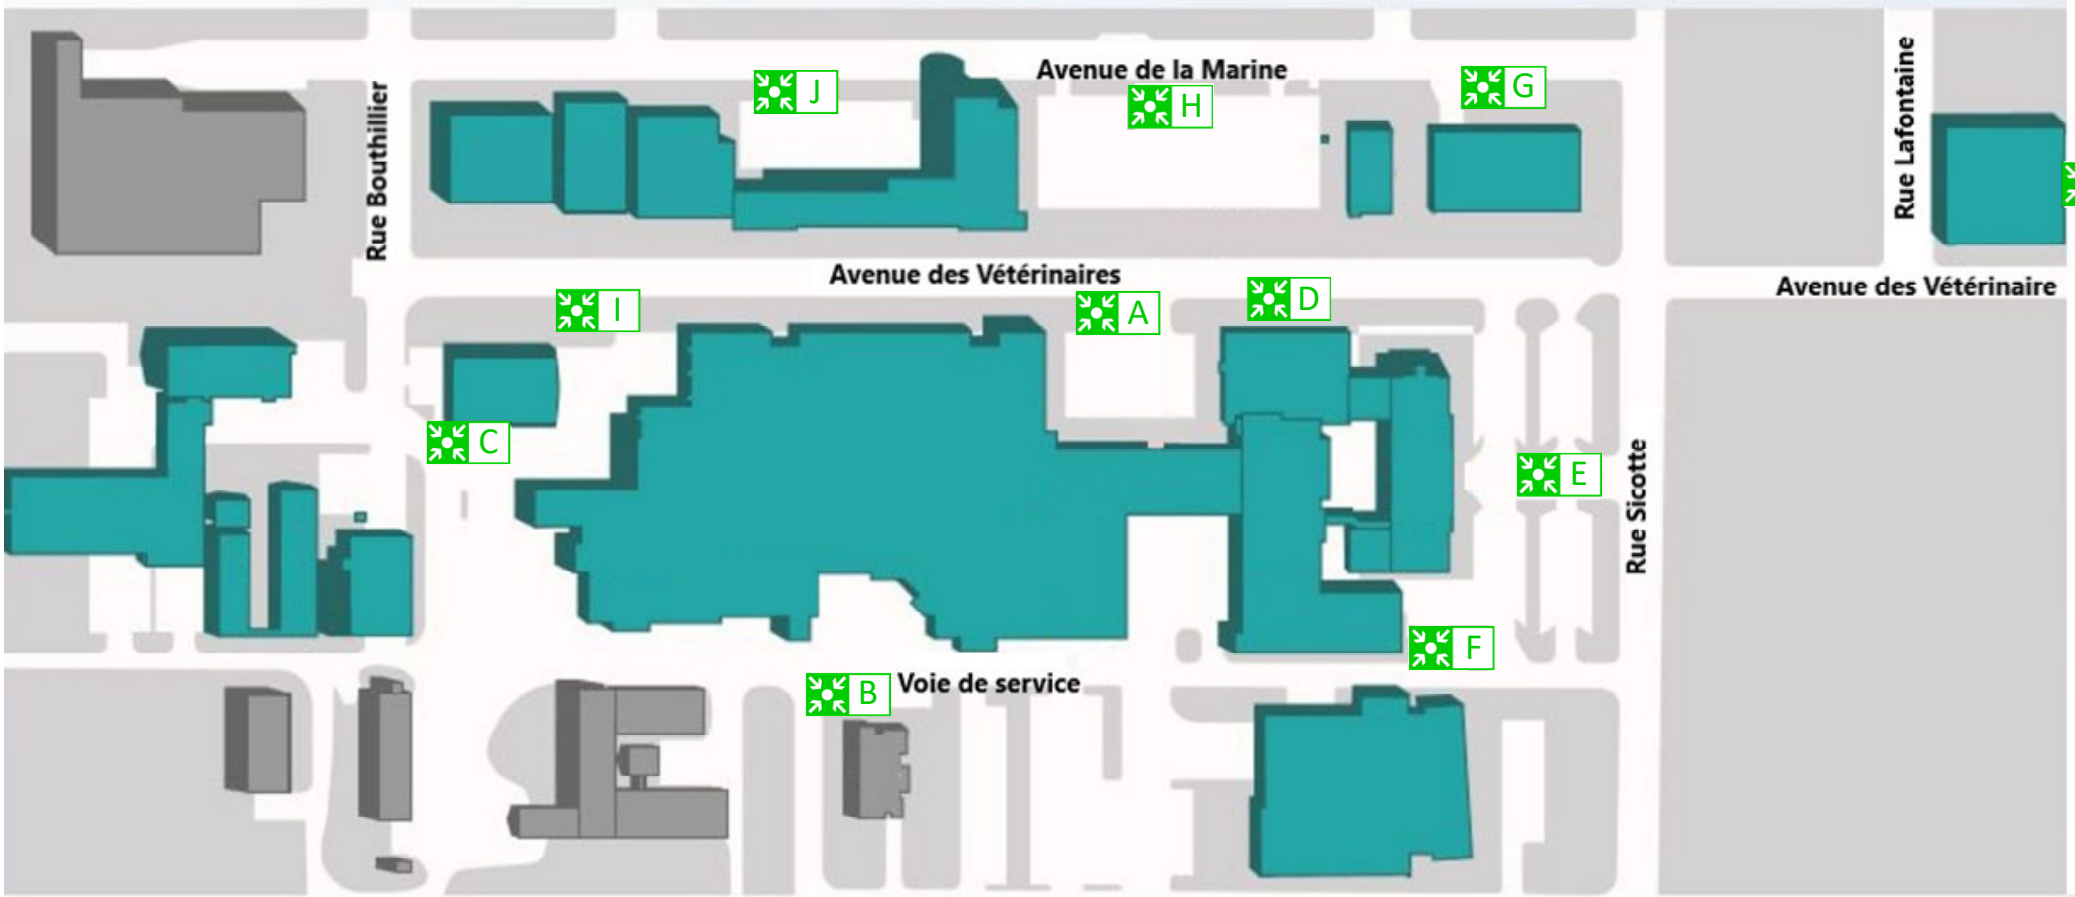 Avenue de la Marine
J
H
G
Rue Bouthillier
Rue Lafontaine
Avenue des Vétérinaires
Avenue des Vétérinaire
I
A
D
C
E
Rue Sicotte
F
B
Voie de service